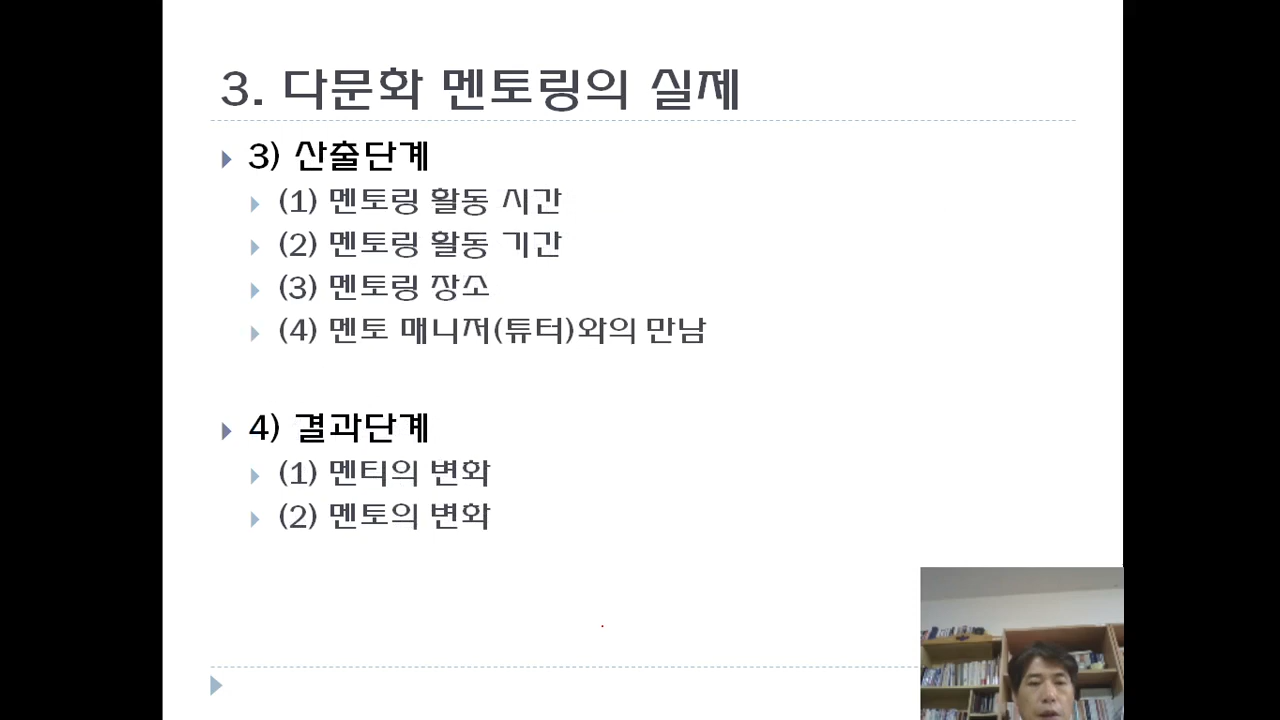 3. 다문화 멘토링의 실제
3) 산출단계
(1) 멘토링 활동 시간
(2) 멘토링 활동 기간
(3) 멘토링 장소
(4) 멘토 매니저(튜터)와의 만남
4) 결과단계
(1) 멘티의 변화
(2) 멘토의 변화